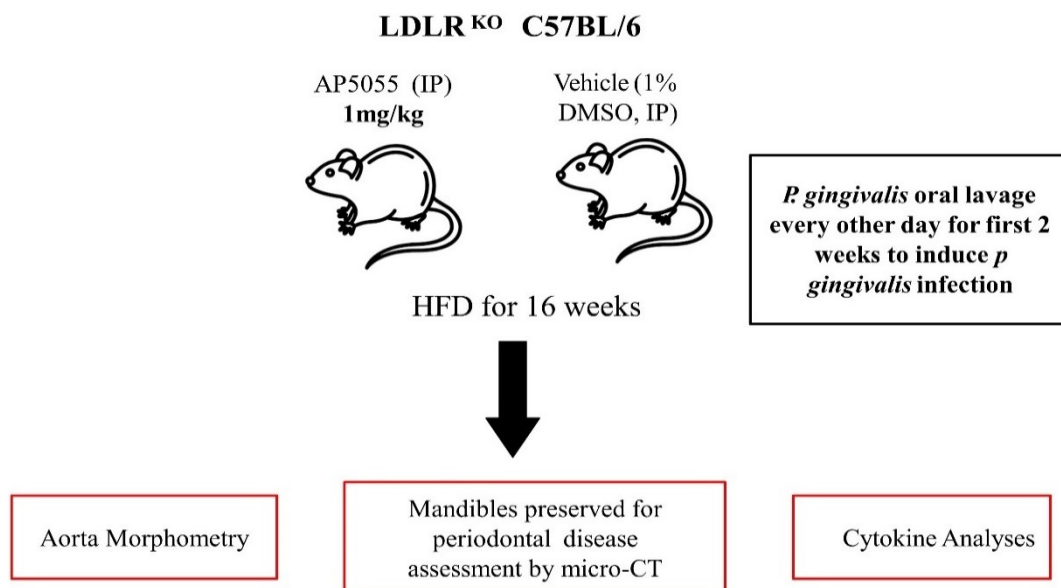 LDLR KO C57BL/6
AP5055 (IP)
1mg/kg
Vehicle (1%
DMSO, IP)
P. gingivalis oral lavage
every other day for first 2
weeks to induce p
gingivalis infection
HFD for 16 weeks
Aorta Morphometry
Mandibles preserved for
periodontal disease
assessment by micro-CT
Cytokine Analyses